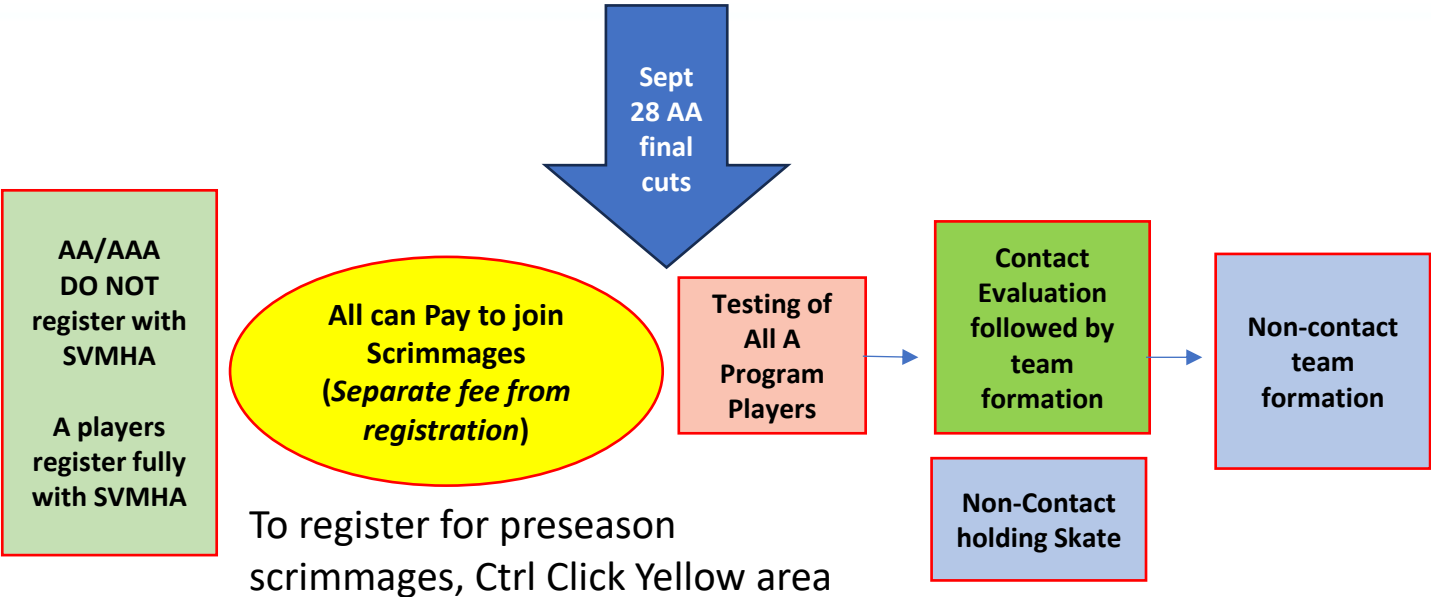 Sept
28 AA
final
cuts
AA/AAA
DO NOT
register with
SVMHA
A players
register fully
with SVMHA
All can Pay to join
Scrimmages
(Separate fee from
registration)
Testing of
All A
Program
Players
Contact
Evaluation
followed by
team
formation
Non-contact
team
formation
Non-Contact
holding Skate
To register for preseason
scrimmages, Ctrl Click Yellow area